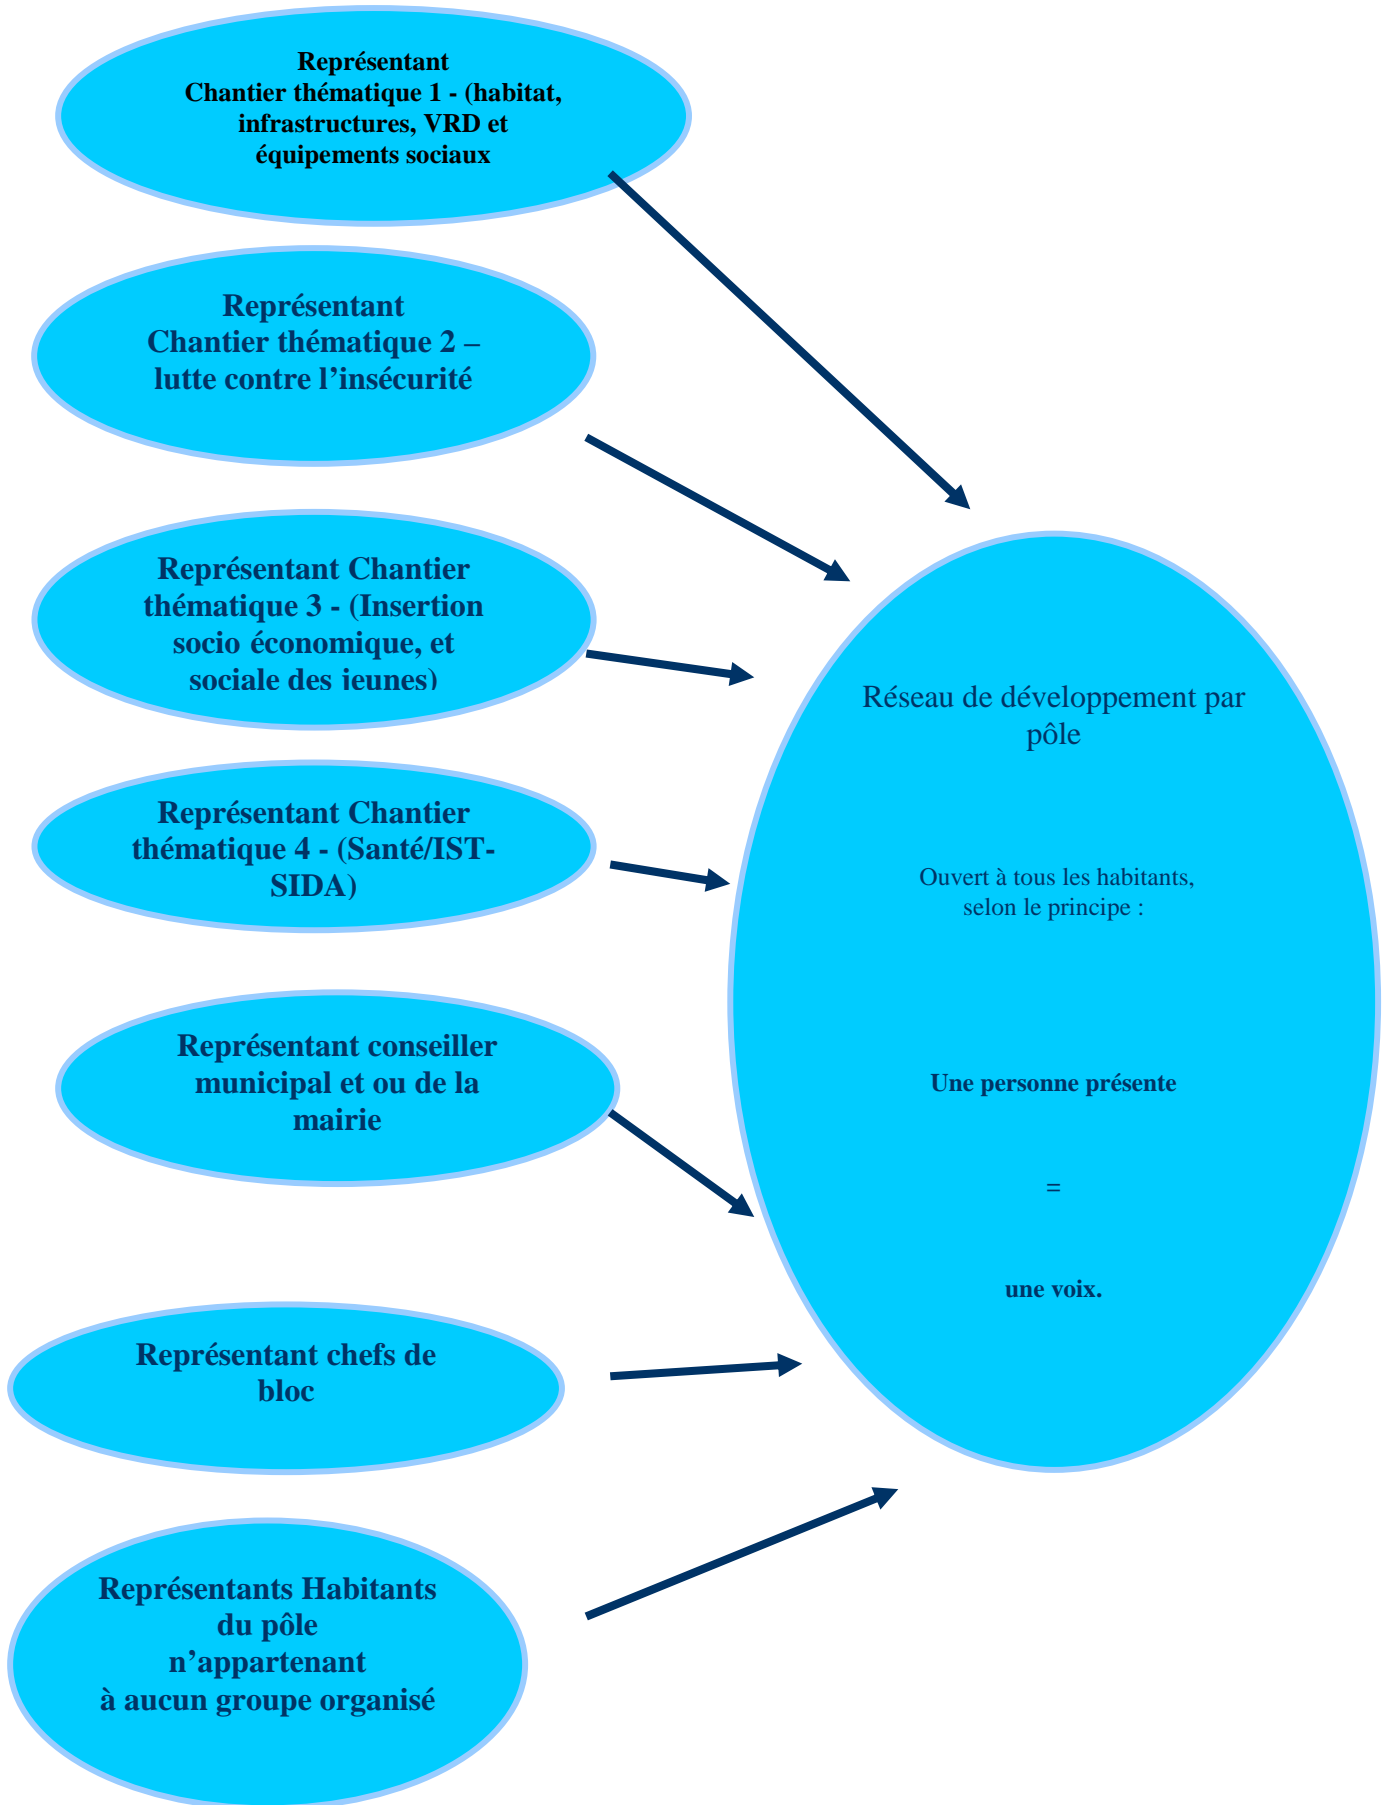 Représentant
Chantier thématique 1 - (habitat,
infrastructures, VRD et
équipements sociaux
Représentant
Chantier thématique 2 –
lutte contre l’insécurité
Représentant Chantier
thématique 3 - (Insertion
socio économique, et
sociale des jeunes)
Représentant Chantier
thématique 4 - (Santé/IST-
SIDA)
Représentant conseiller
municipal et ou de la
mairie
Représentant chefs de
bloc
Représentants Habitants
du pôle
n’appartenant
à aucun groupe organisé
Réseau de développement par
pôle
Ouvert à tous les habitants,
selon le principe :
Une personne présente
=
une voix.